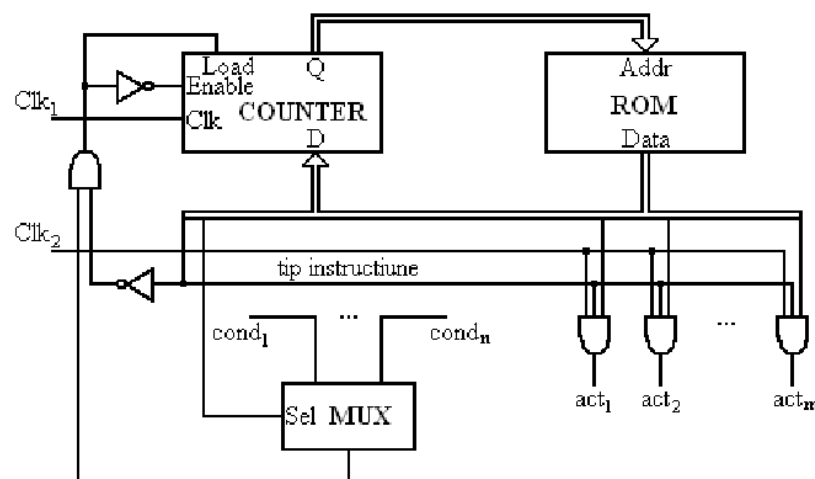 Load Q
Enable
Clk₁
Clk
COUNTER
D
Addr
ROM
Data
Clk₂
tip instructiune
...
cond₁
condₙ
...
Sel MUX
act₁
act₂
actₘ